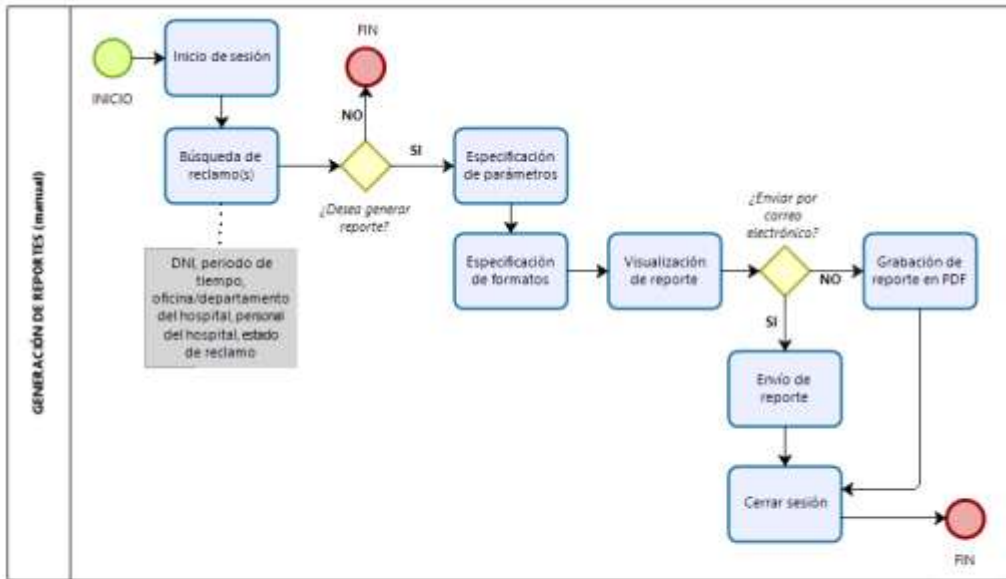 GENERACIÓN DE REPORTES (manual)
INICIO
Inicio de sesión
Búsqueda de
reclamo(s)
DNI, periodo de
tiempo,
oficina/departamento
del hospital, personal
del hospital, estado
de reclamo
FIN
NO
SI
¿Desea generar
reporte?
Especificación
de parámetros
Especificación
de formatos
Visualización
de reporte
¿Enviar por
correo
electrónico?
NO
Grabación de
reporte en PDF
SI
Envío de
reporte
Cerrar sesión
FIN